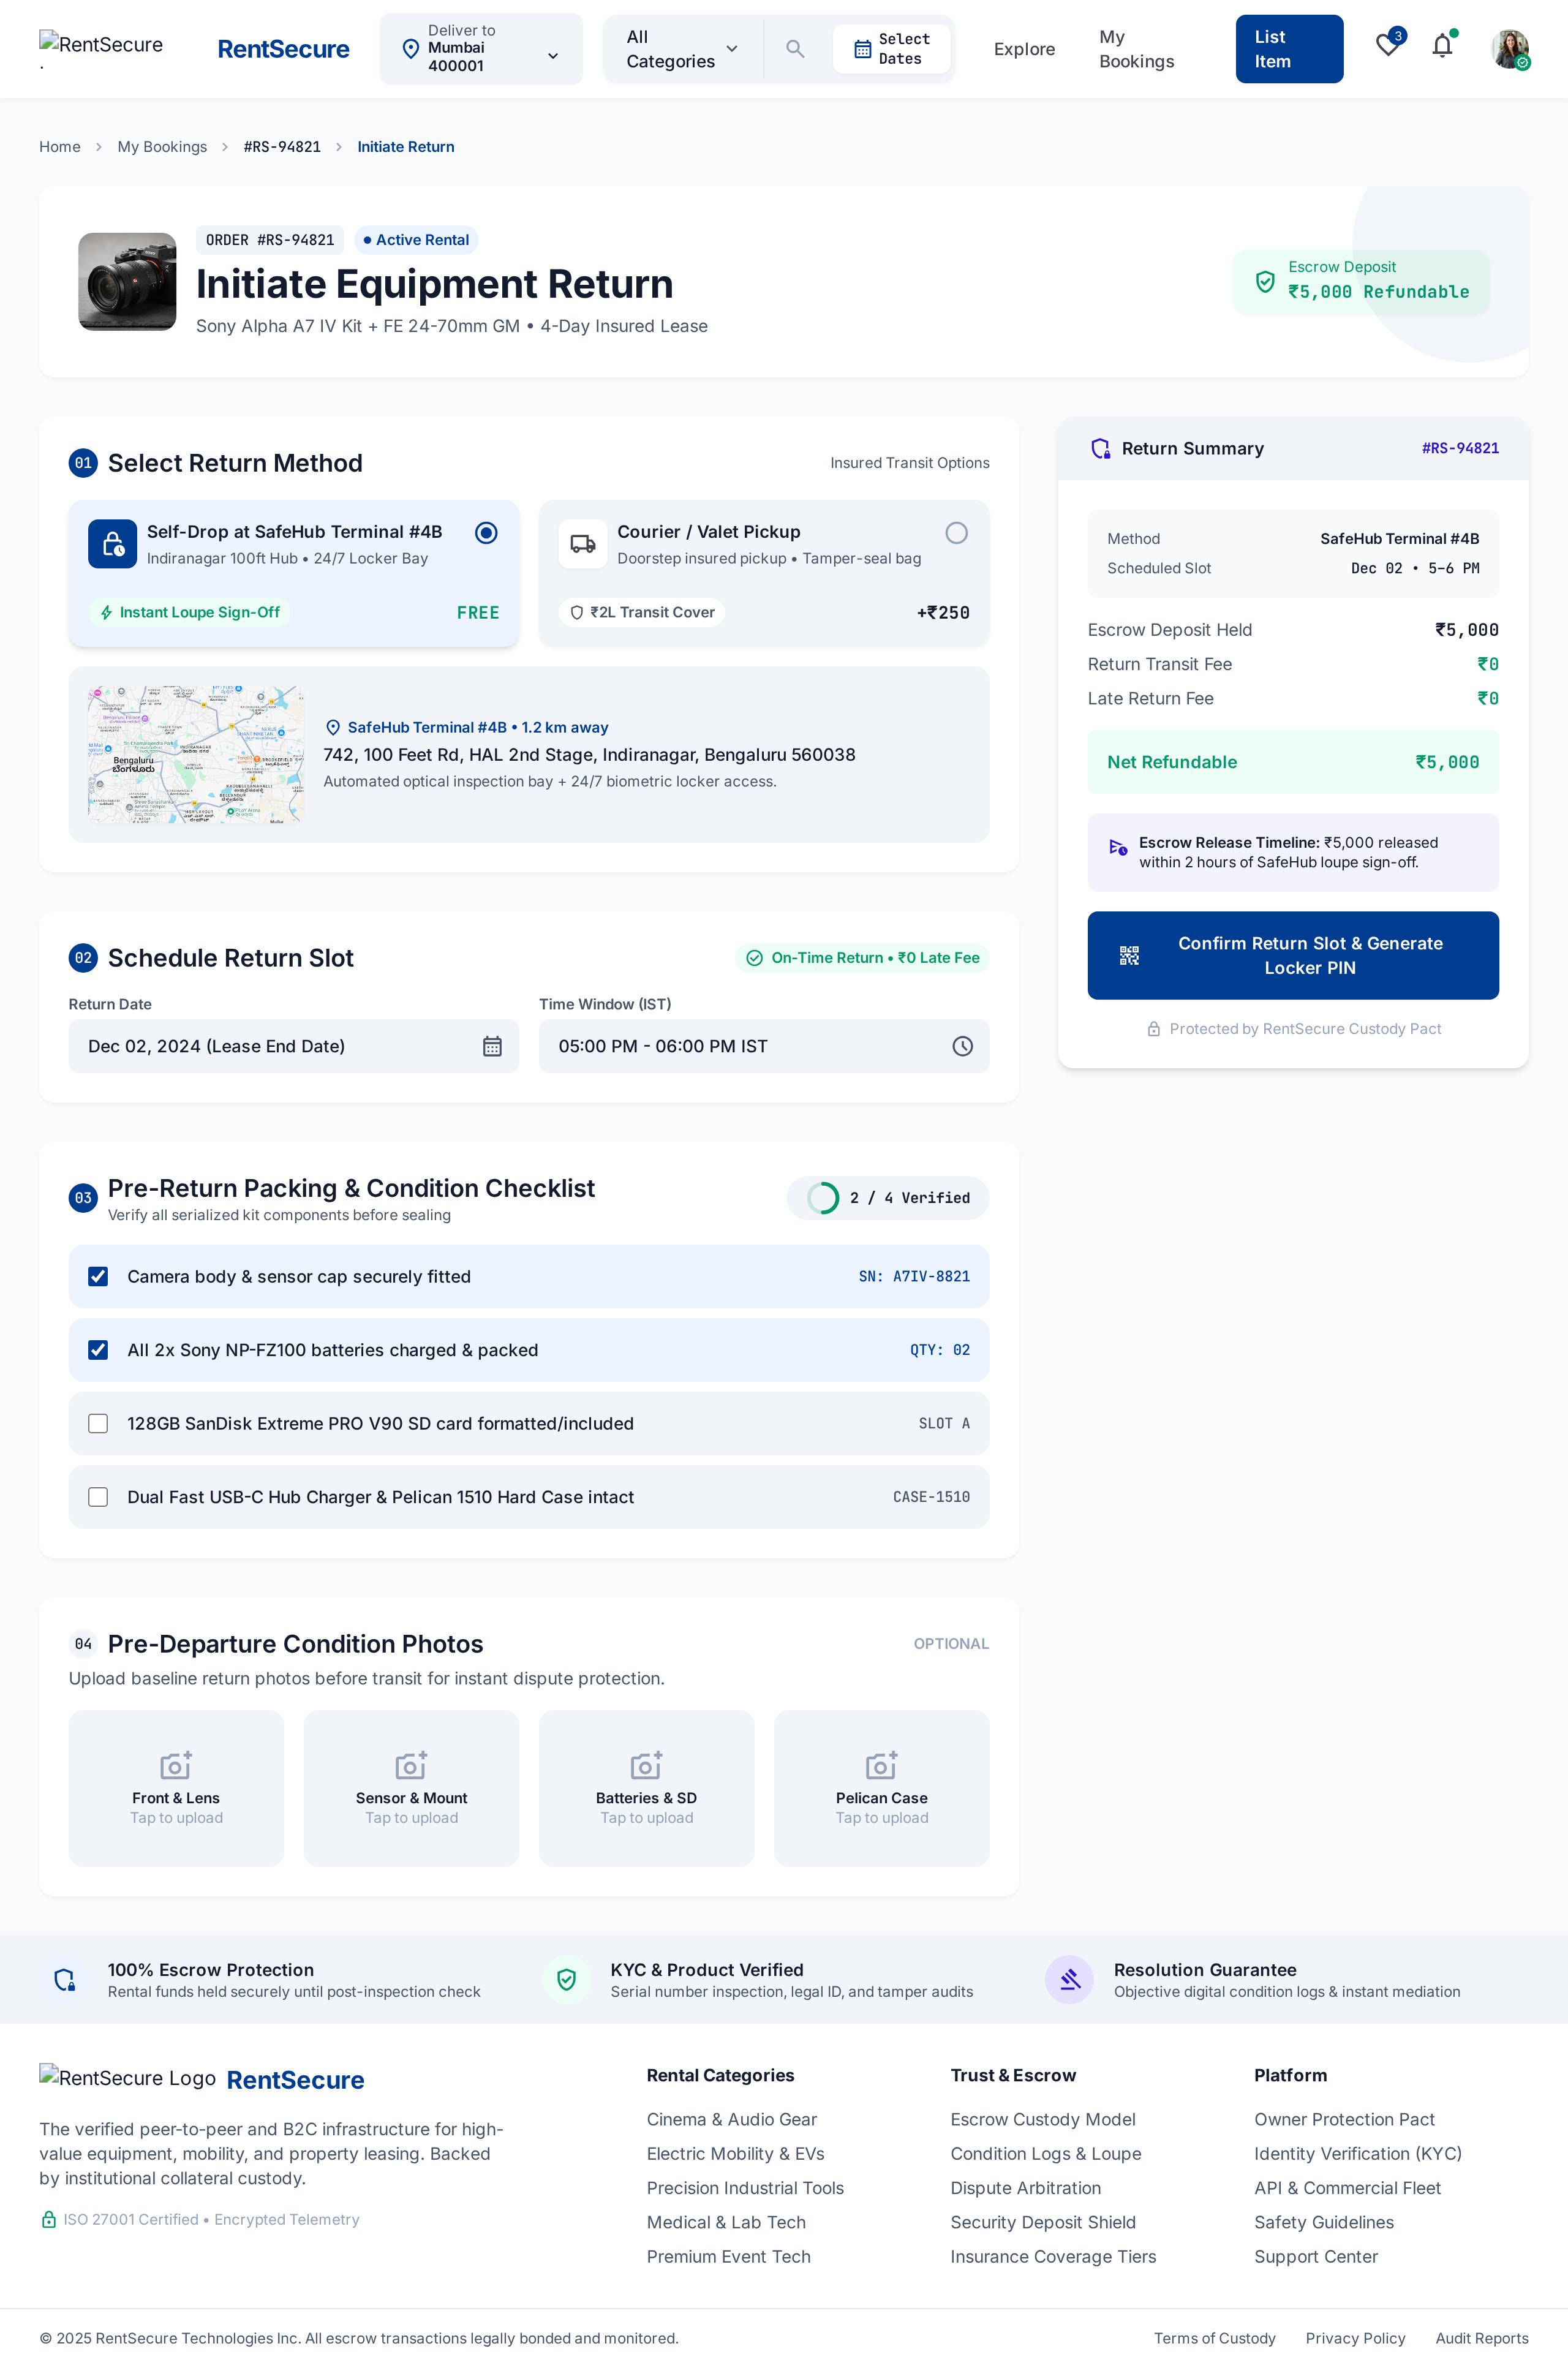 RentSecure
.
RentSecure
Deliver to
Mumbai
400001
All
Categories
Select
Dates
Explore
My
Bookings
List
Item
3
Home
My Bookings
#RS-94821
Initiate Return
ORDER #RS-94821
Active Rental
Initiate Equipment Return
Sony Alpha A7 IV Kit + FE 24-70mm GM • 4-Day Insured Lease
Escrow Deposit
₹5,000 Refundable
01
Select Return Method
Insured Transit Options
Self-Drop at SafeHub Terminal #4B
Indiranagar 100ft Hub • 24/7 Locker Bay
Instant Loupe Sign-Off
FREE
Courier / Valet Pickup
Doorstep insured pickup • Tamper-seal bag
₹2L Transit Cover
+₹250
Bengaluru
ಬೆಂಗಳೂರು
SafeHub Terminal #4B • 1.2 km away
742, 100 Feet Rd, HAL 2nd Stage, Indiranagar, Bengaluru 560038
Automated optical inspection bay + 24/7 biometric locker access.
02
Schedule Return Slot
On-Time Return • ₹0 Late Fee
Return Date
Dec 02, 2024 (Lease End Date)
Time Window (IST)
05:00 PM - 06:00 PM IST
03
Pre-Return Packing & Condition Checklist
Verify all serialized kit components before sealing
2 / 4 Verified
Camera body & sensor cap securely fitted
SN: A7IV-8821
All 2x Sony NP-FZ100 batteries charged & packed
QTY: 02
128GB SanDisk Extreme PRO V90 SD card formatted/included
SLOT A
Dual Fast USB-C Hub Charger & Pelican 1510 Hard Case intact
CASE-1510
04
Pre-Departure Condition Photos
OPTIONAL
Upload baseline return photos before transit for instant dispute protection.
Front & Lens
Tap to upload
Sensor & Mount
Tap to upload
Batteries & SD
Tap to upload
Pelican Case
Tap to upload
Return Summary
#RS-94821
Method
SafeHub Terminal #4B
Scheduled Slot
Dec 02 • 5–6 PM
Escrow Deposit Held
₹5,000
Return Transit Fee
₹0
Late Return Fee
₹0
Net Refundable
₹5,000
Escrow Release Timeline: ₹5,000 released
within 2 hours of SafeHub loupe sign-off.
Confirm Return Slot & Generate
Locker PIN
Protected by RentSecure Custody Pact
100% Escrow Protection
Rental funds held securely until post-inspection check
KYC & Product Verified
Serial number inspection, legal ID, and tamper audits
Resolution Guarantee
Objective digital condition logs & instant mediation
RentSecure Logo
RentSecure
The verified peer-to-peer and B2C infrastructure for high-
value equipment, mobility, and property leasing. Backed
by institutional collateral custody.
ISO 27001 Certified • Encrypted Telemetry
Rental Categories
Cinema & Audio Gear
Electric Mobility & EVs
Precision Industrial Tools
Medical & Lab Tech
Premium Event Tech
Trust & Escrow
Escrow Custody Model
Condition Logs & Loupe
Dispute Arbitration
Security Deposit Shield
Insurance Coverage Tiers
Platform
Owner Protection Pact
Identity Verification (KYC)
API & Commercial Fleet
Safety Guidelines
Support Center
© 2025 RentSecure Technologies Inc. All escrow transactions legally bonded and monitored.
Terms of Custody
Privacy Policy
Audit Reports